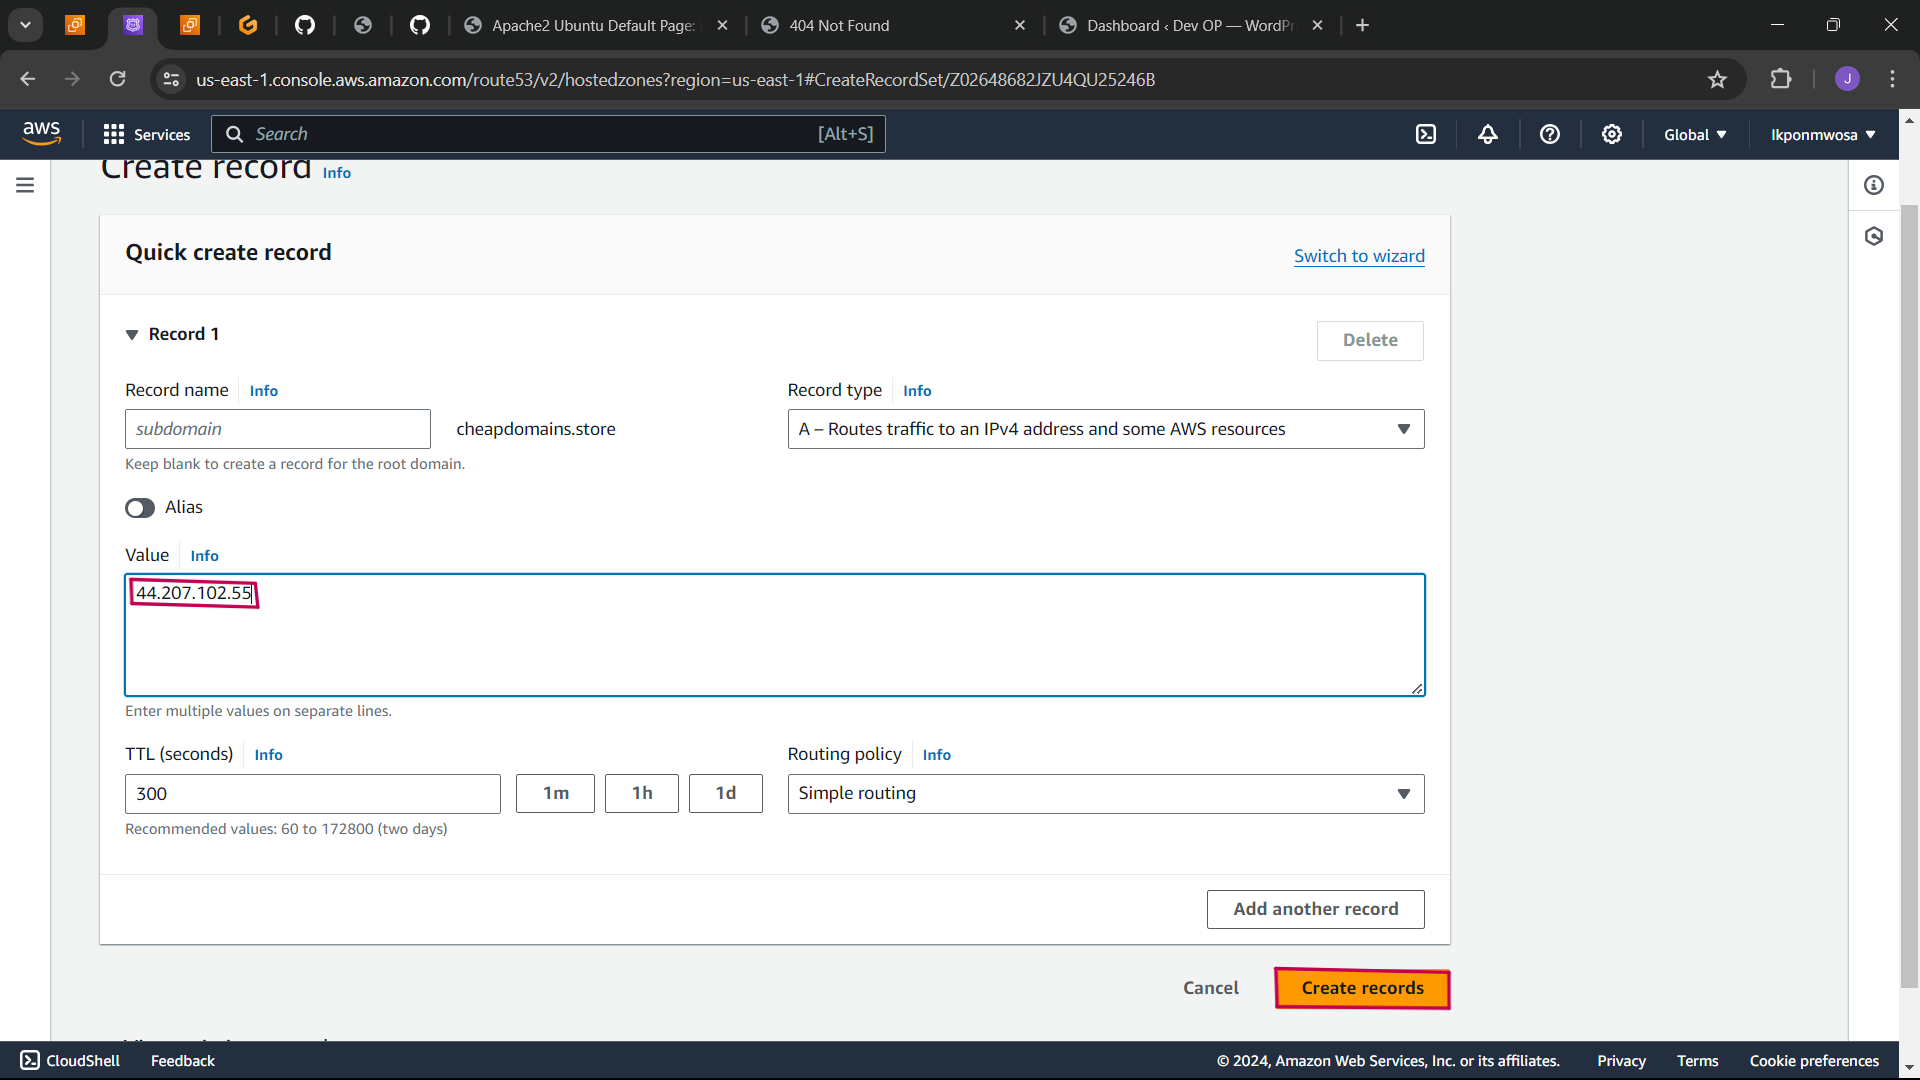 Apache2 Ubuntu Default Page:
404 Not Found
Dashboard ‹ Dev OP — WordPr
us-east-1.console.aws.amazon.com/route53/v2/hostedzones?region=us-east-1#CreateRecordSet/Z02648682JZU4QU25246B
J
aws
Services
Search
[Alt+S]
Global
Ikponmwosa
Create record Info
Quick create record
Switch to wizard
Record 1
Delete
Record name Info
Record type Info
subdomain
cheapdomains.store
A – Routes traffic to an IPv4 address and some AWS resources
Keep blank to create a record for the root domain.
Alias
Value Info
44.207.102.55
Enter multiple values on separate lines.
TTL (seconds) Info
Routing policy Info
300
1m
1h
1d
Simple routing
Recommended values: 60 to 172800 (two days)
Add another record
Cancel
Create records
CloudShell
Feedback
© 2024, Amazon Web Services, Inc. or its affiliates.
Privacy
Terms
Cookie preferences